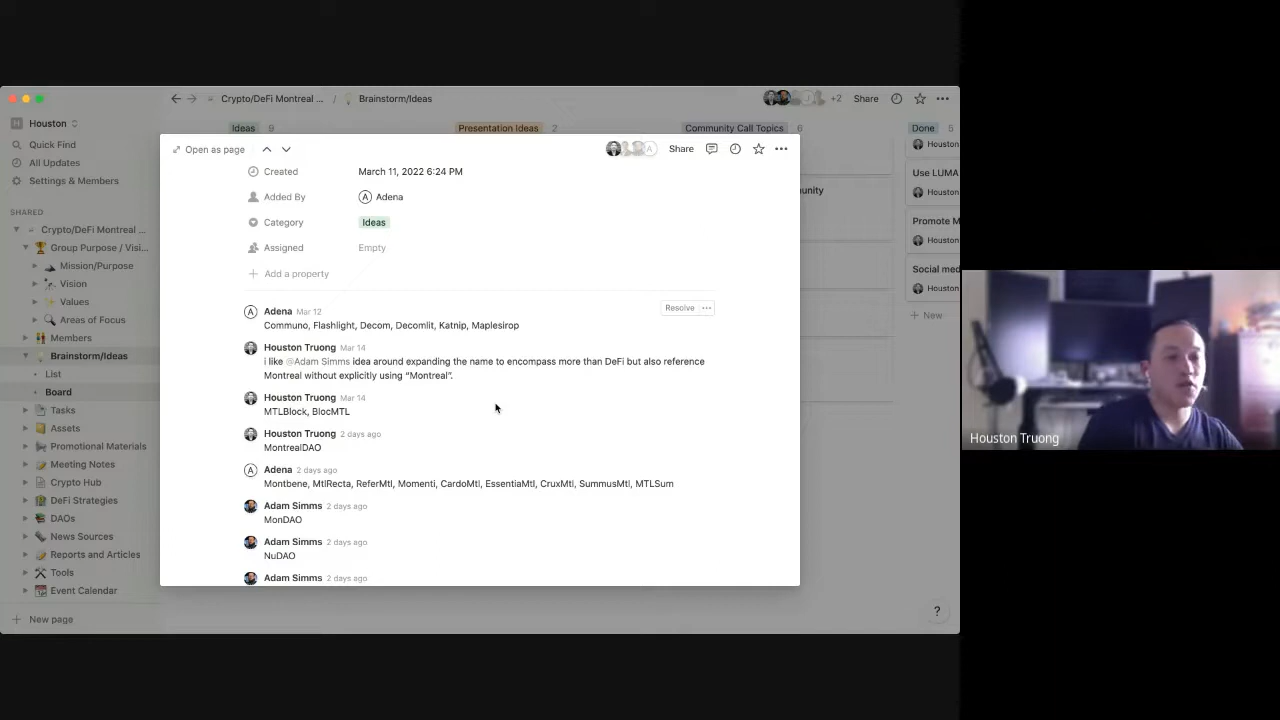 Crypto/DeFi Montreal ... / Brainstorm/Ideas
+2 Share
Houston
Quick Find
All Updates
Settings & Members
SHARED
Crypto/DeFi Montreal ...
Group Purpose / Visi...
Mission/Purpose
Vision
Values
Areas of Focus
Members
Brainstorm/Ideas
List
Board
Tasks
Assets
Promotional Materials
Meeting Notes
Crypto Hub
DeFi Strategies
DAOs
News Sources
Reports and Articles
Tools
Event Calendar
New page
Ideas 9
Presentation Ideas 2
Community Call Topics 6
Done 5
Open as page
Share
Created March 11, 2022 6:24 PM
Added By A Adena
Category Ideas
Assigned Empty
Add a property
A Adena Mar 12
Resolve
Communo, Flashlight, Decom, Decomlit, Katnip, Maplesirop
Houston Truong Mar 14
i like @Adam Simms idea around expanding the name to encompass more than DeFi but also reference
Montreal without explicitly using “Montreal”.
Houston Truong Mar 14
MTLBlock, BlocMTL
Houston Truong 2 days ago
MontrealDAO
A Adena 2 days ago
Montbene, MtlRecta, ReferMtl, Momenti, CardoMtl, EssentiaMtl, CruxMtl, SummusMtl, MTLSum
Adam Simms 2 days ago
MonDAO
Adam Simms 2 days ago
NuDAO
Adam Simms 2 days ago
Houston
Use LUMA
Houston
Promote M
Houston
Social med
Houston
New
?
Houston Truong